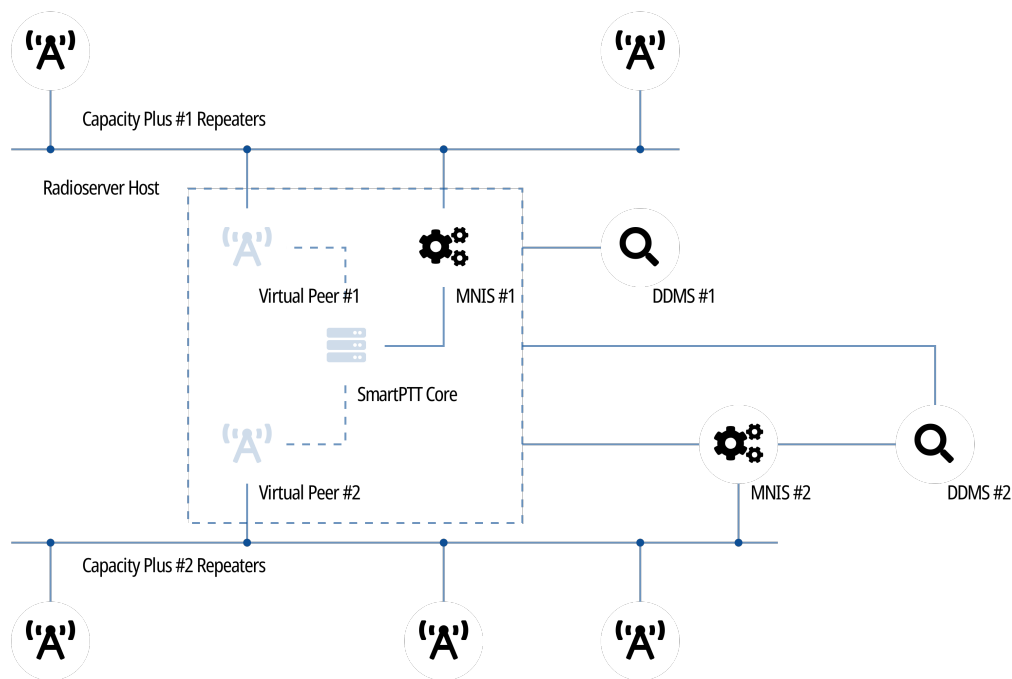 Capacity Plus #1 Repeaters
Radioserver Host
Virtual Peer #1
MNIS #1
DDMS #1
SmartPTT Core
Virtual Peer #2
MNIS #2
DDMS #2
Capacity Plus #2 Repeaters